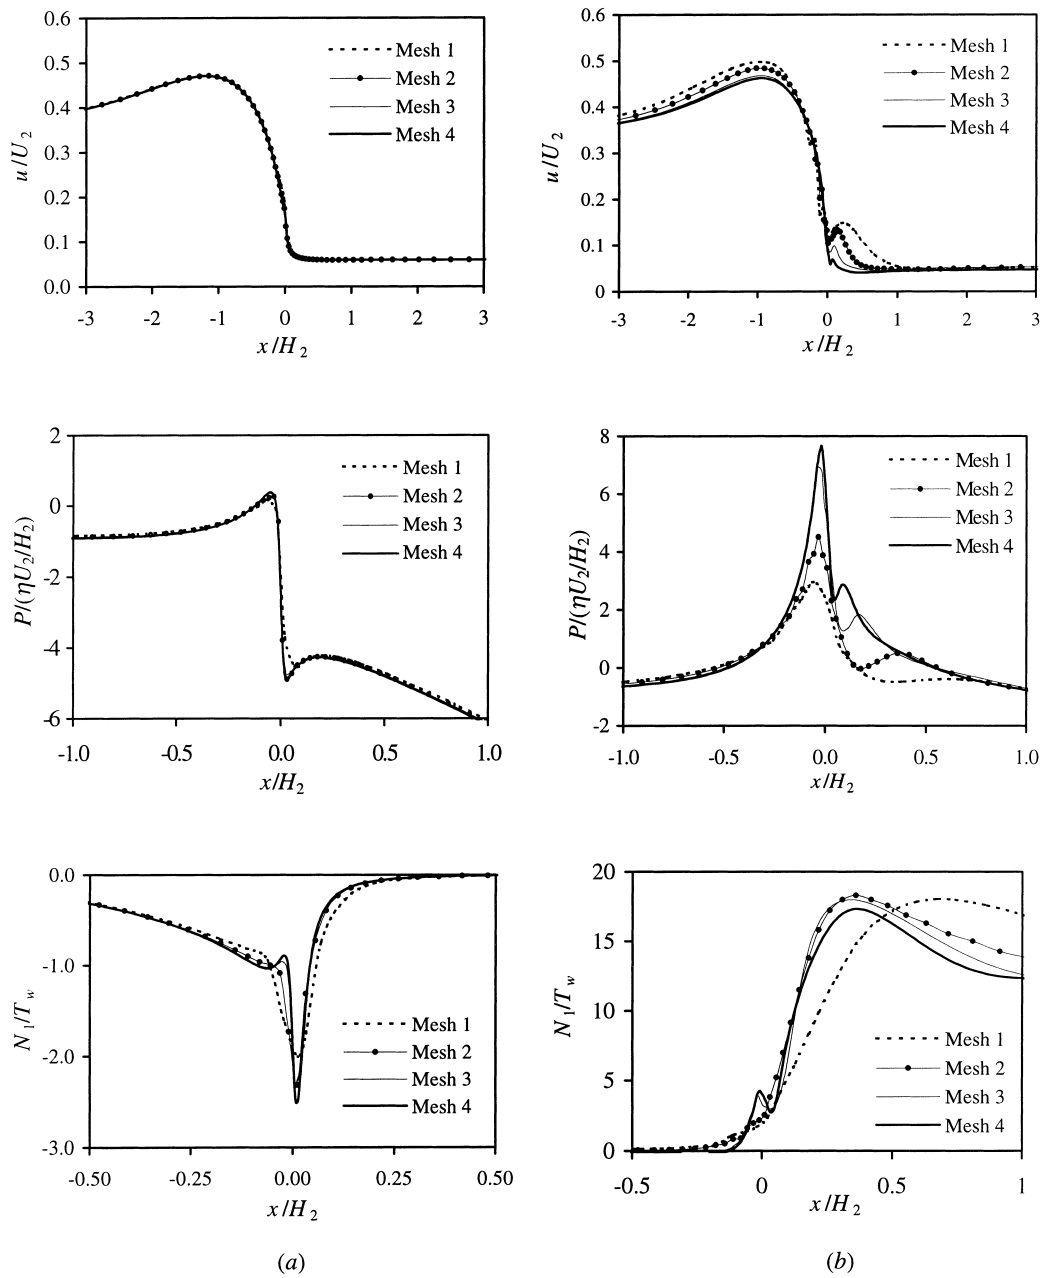 0.6
0.5
0.4
0.3
0.2
0.1
0.0
u/U2
-3 -2 -1 0 1 2 3
x/H2
Mesh 1
Mesh 2
Mesh 3
Mesh 4
0.6
0.5
0.4
0.3
0.2
0.1
0
u/U2
-3 -2 -1 0 1 2 3
x/H2
Mesh 1
Mesh 2
Mesh 3
Mesh 4
2
0
-2
-4
-6
P/(ηU2/H2)
-1.0 -0.5 0.0 0.5 1.0
x/H2
Mesh 1
Mesh 2
Mesh 3
Mesh 4
8
6
4
2
0
-2
P/(ηU2/H2)
-1.0 -0.5 0.0 0.5 1.0
x/H2
Mesh 1
Mesh 2
Mesh 3
Mesh 4
0.0
-1.0
-2.0
-3.0
N1/Tw
-0.50 -0.25 0.00 0.25 0.50
x/H2
Mesh 1
Mesh 2
Mesh 3
Mesh 4
20
15
10
5
0
N1/Tw
-0.5 0 0.5 1
x/H2
Mesh 1
Mesh 2
Mesh 3
Mesh 4
(a) (b)